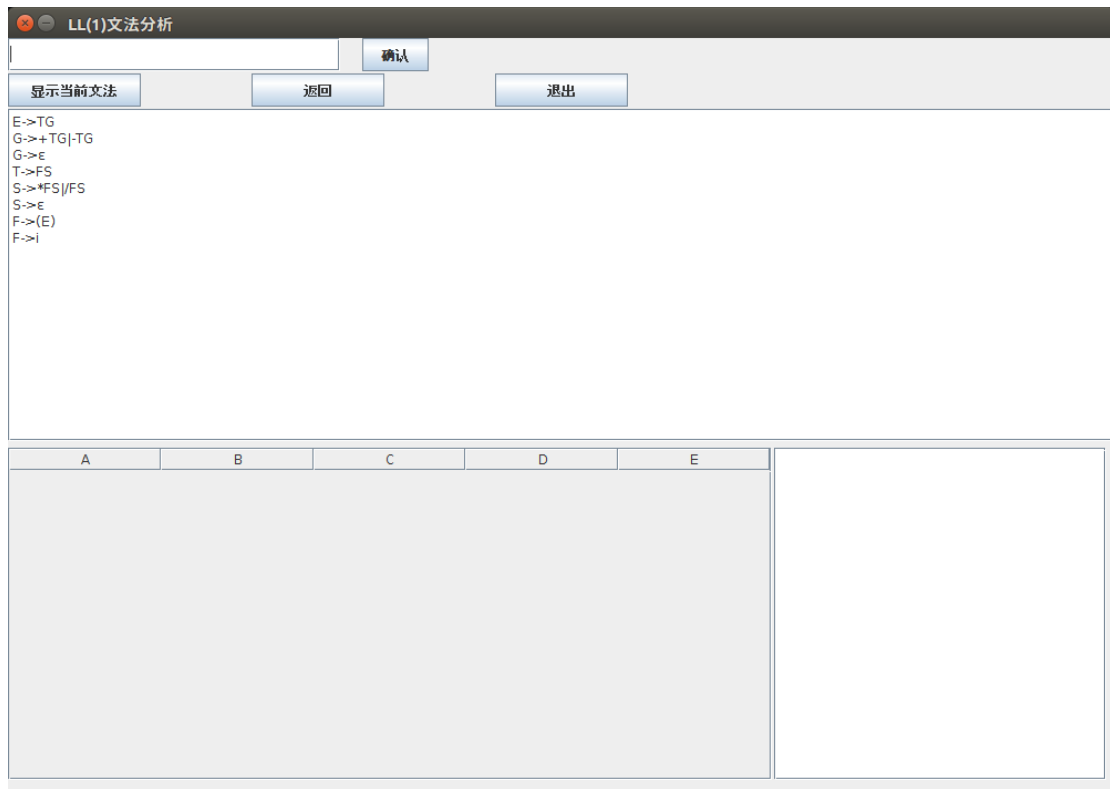 LL(1)文法分析
确认
显示当前文法 返回 退出
E->TG
G->+TG|-TG
G->ε
T->FS
S->*FS|/FS
S->ε
F->(E)
F->i
A B C D E